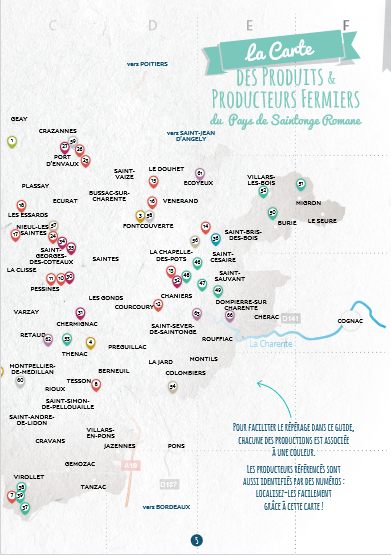 C
D
E
F
la Carte
des Produits &
Producteurs Fermiers
du Pays de Saintonge Romane
vers POITIERS
vers SAINT-JEAN
D'ANGELY
GEAY
CRAZANNES
PORT
D'ENVAUX
PLASSAY
ECURAT
LES ESSARDS
NIEUL-LES
SAINTES
SAINT-
GEORGES-
DES-COTEAUX
LA CLISSE
PESSINES
SAINT-
VAIZE
LE DOUHET
BUSSAC-SUR-
CHARENTE
VENERAND
FONTCOUVERTE
ECOYEUX
VILLARS-
LES-BOIS
MIGRON
BURIE
LE SEURE
SAINT-BRIS-
DES-BOIS
SAINTES
LA CHAPELLE-
DES-POTS
SAINT-
CESAIRE
SAINT-
SAUVANT
CHANIERS
LES GONDS
COURCOURY
DOMPIERRE-SUR
CHARENTE
CHERAC
D141
COGNAC
VARZAY
CHERMIGNAC
RETAUD
THENAC
PREGUILLAC
SAINT-SEVER-
DE-SAINTONGE
ROUFFIAC
La Charente
LA JARD
MONTILS
COLOMBIERS
MONTPELLIER-
DE-MEDILLAN
BERNEUIL
TESSON
RIOUX
SAINT-SIMON-
DE-PELLOUAILLE
SAINT-ANDRE-
DE-LIDON
CRAVANS
VILLARS-
EN-PONS
JAZENNES
PONS
GEMOZAC
A10
VIROLLET
TANZAC
vers BORDEAUX
Pour faciliter le répérage dans ce guide,
chacune des productions est associée
à une couleur.
Les producteurs référencés sont
aussi identifiés par des numéros :
localisez-les facilement
grâce à cette carte !
5